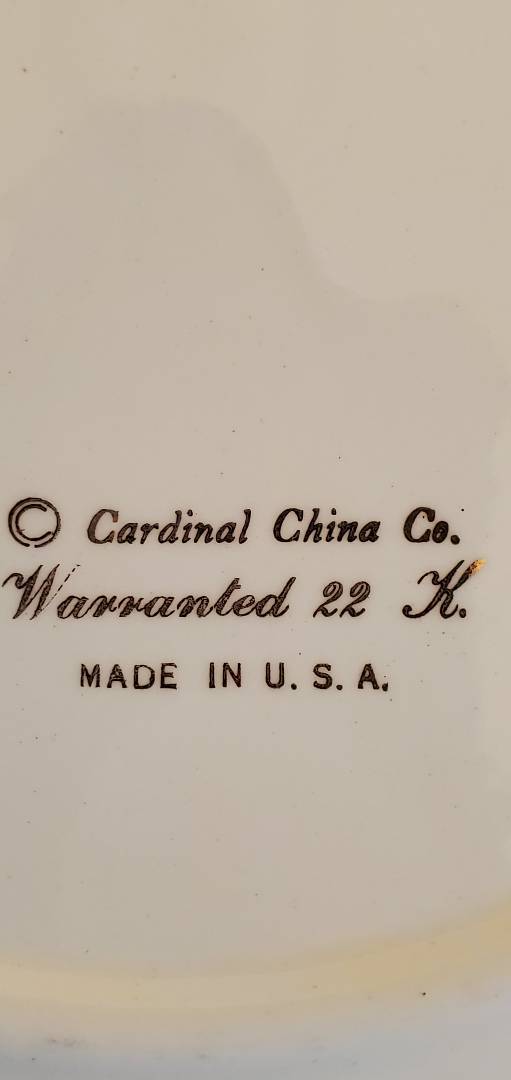 © Cardinal China Co.
Warranted 22 K.
MADE IN U. S. A.